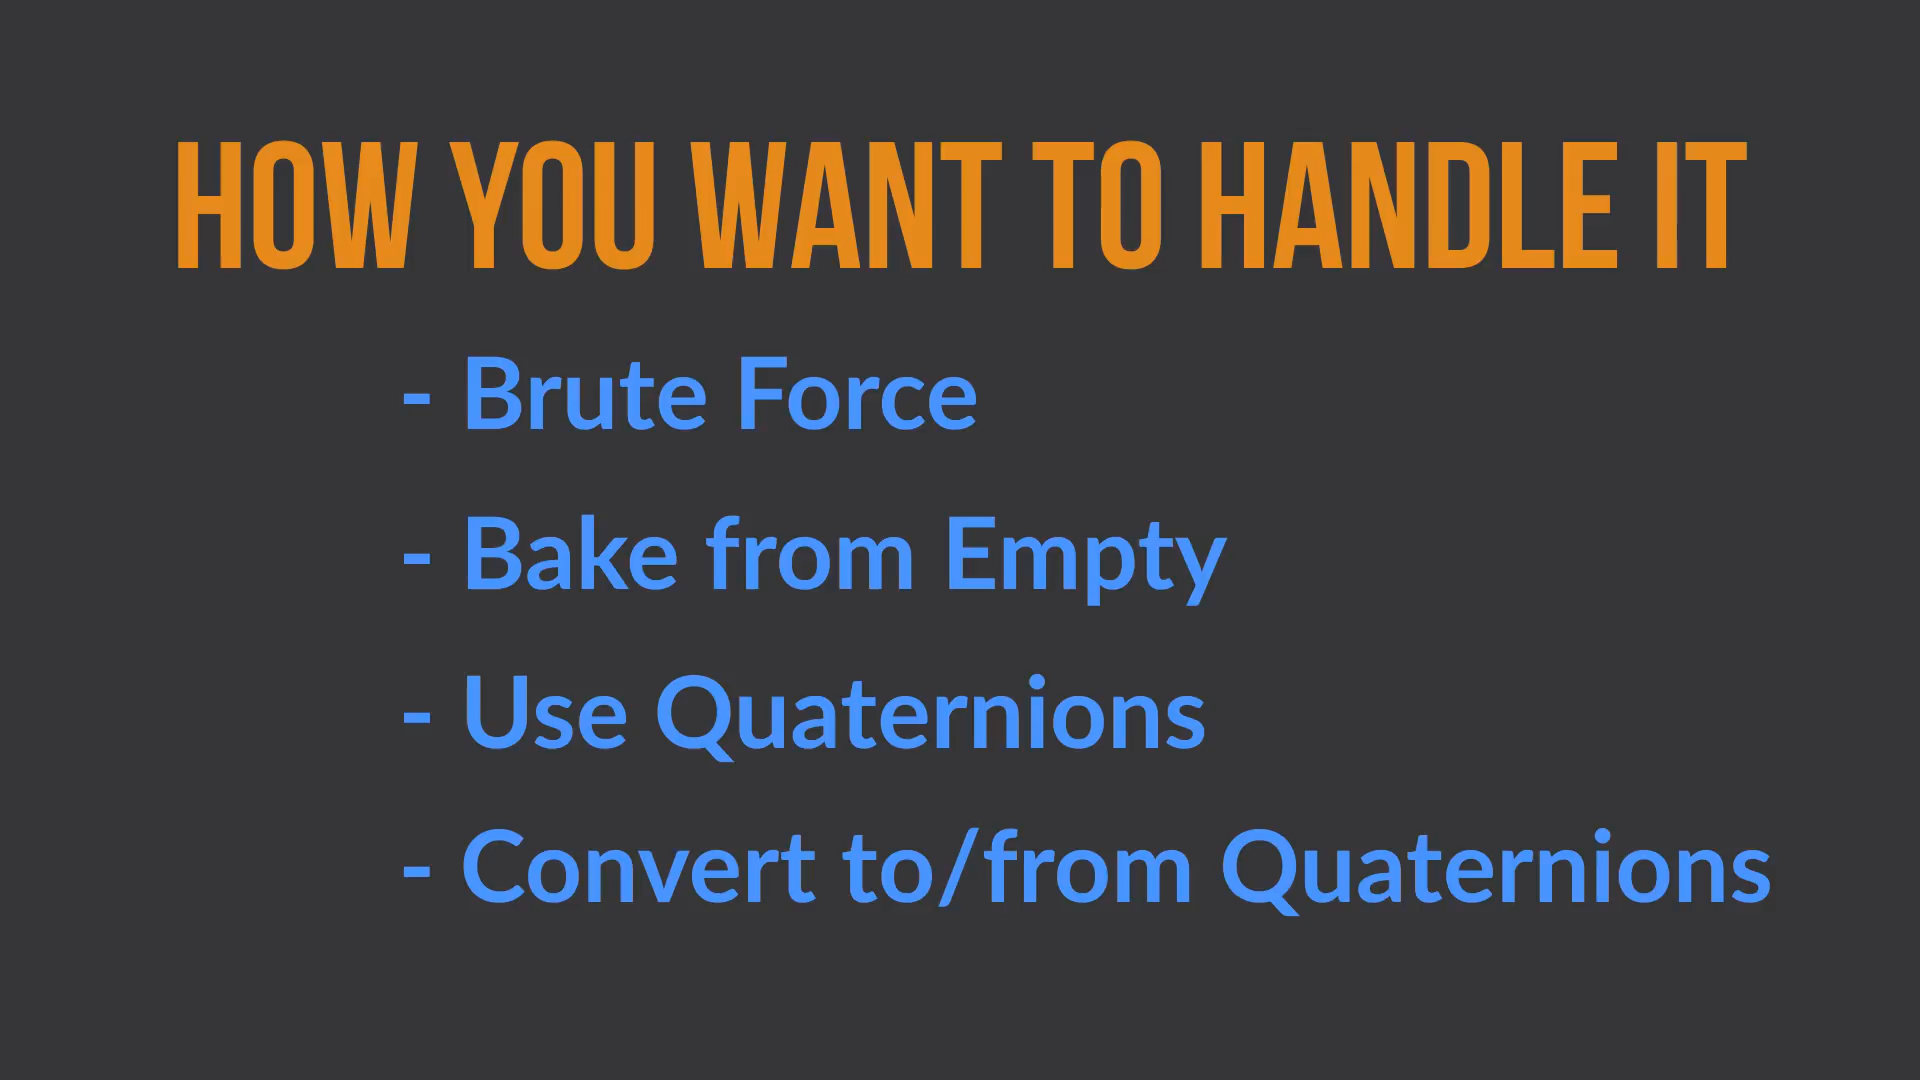 HOW YOU WANT TO HANDLE IT
- Brute Force
- Bake from Empty
- Use Quaternions
- Convert to/from Quaternions